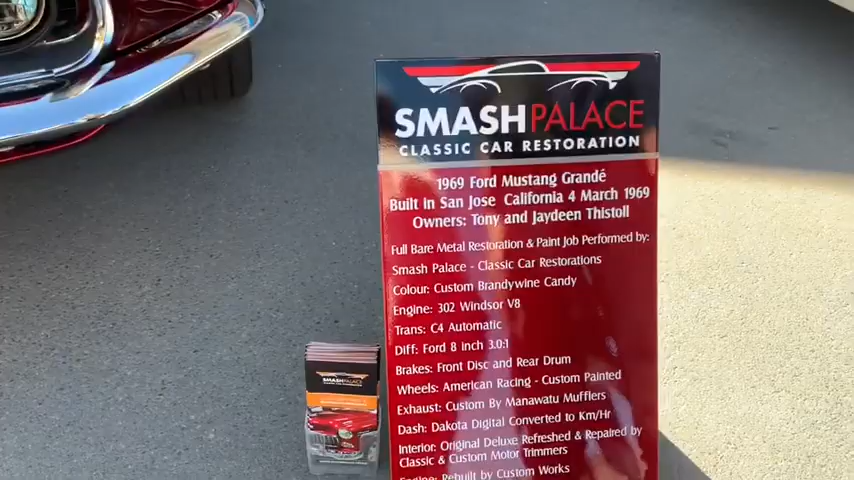 SMASHPALACE
CLASSIC CAR RESTORATION
1969 Ford Mustang Grandé
Built in San Jose California 4 March 1969
Owners: Tony and Jaydeen Thistoll
Full Bare Metal Restoration & Paint Job Performed by:
Smash Palace - Classic Car Restorations
Colour: Custom Brandywine Candy
Engine: 302 Windsor V8
Trans: C4 Automatic
Diff: Ford 8 inch 3.0:1
Brakes: Front Disc and Rear Drum
Wheels: American Racing - Custom Painted
Exhaust: Custom By Manawatu Mufflers
Dash: Dakota Digital Converted to Km/Hr
Interior: Original Deluxe Refreshed & Repaired by
Classic & Custom Motor Trimmers
Engine: Rebuilt by Custom Works
SMASHPALACE